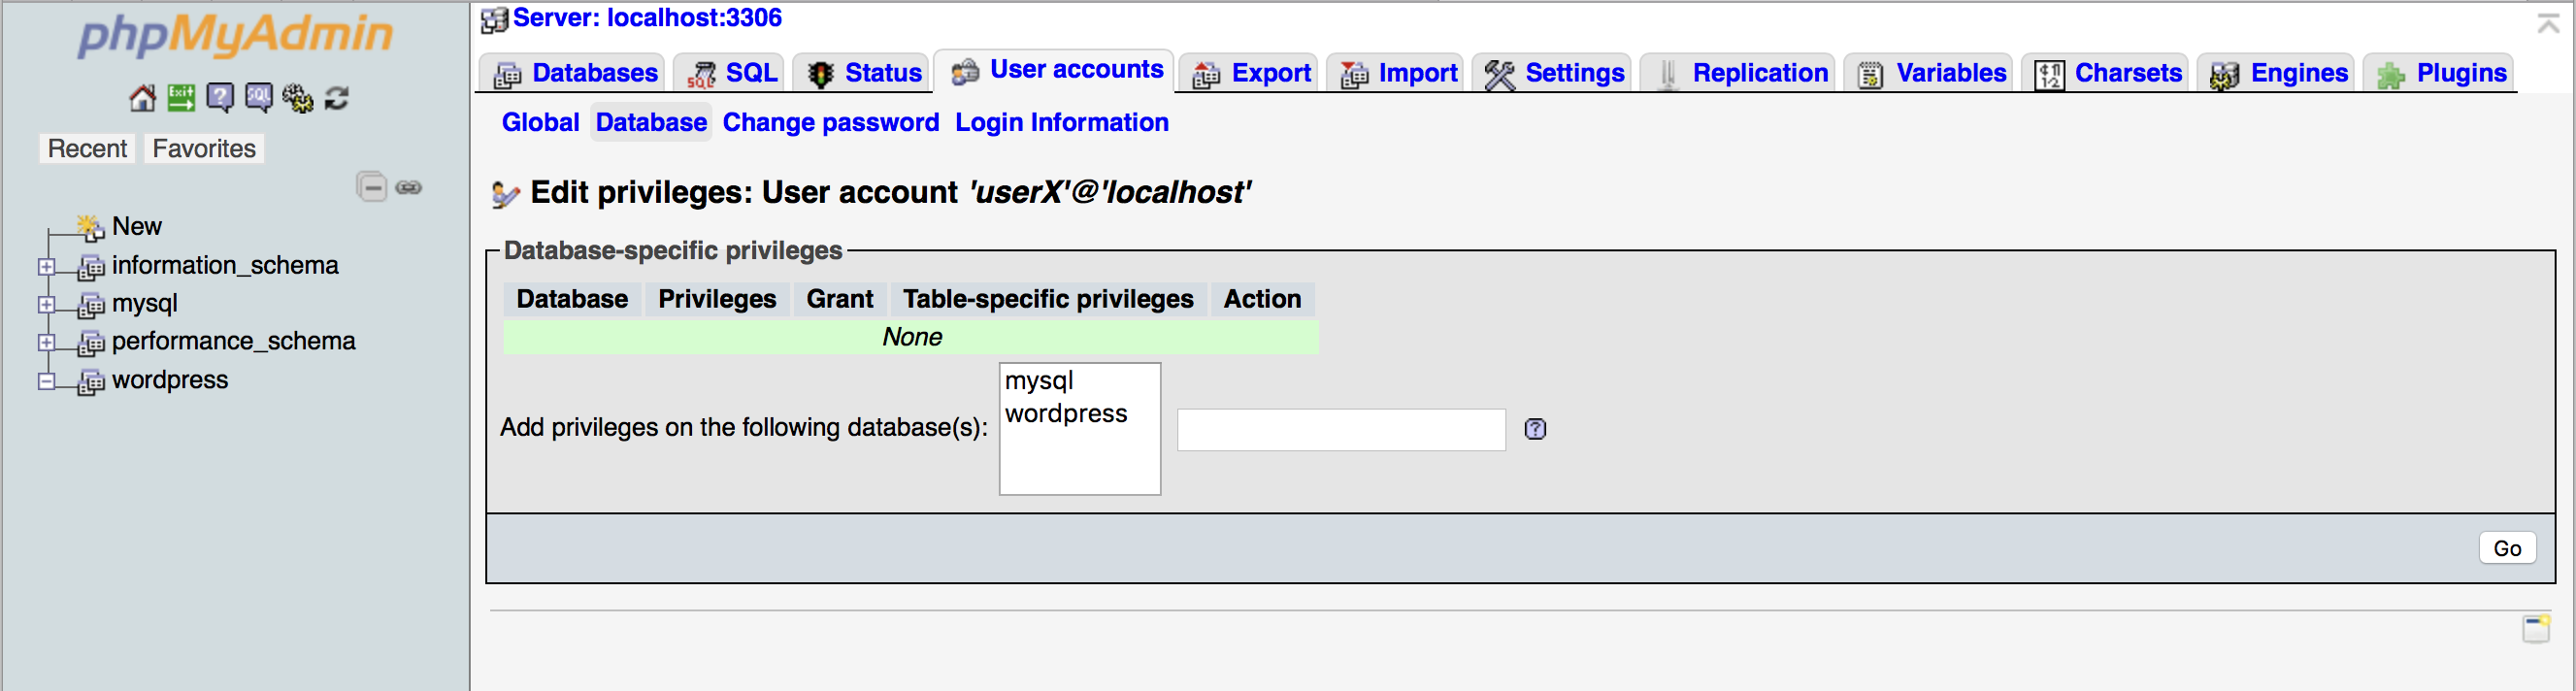 phpMyAdmin
Recent Favorites
New
information_schema
mysql
performance_schema
wordpress
Server: localhost:3306
Databases SQL Status User accounts Export Import Settings Replication Variables Charsets Engines Plugins
Global Database Change password Login Information
Edit privileges: User account 'userX'@'localhost'
Database-specific privileges
Database Privileges Grant Table-specific privileges Action
None
Add privileges on the following database(s):
mysql
wordpress
Go